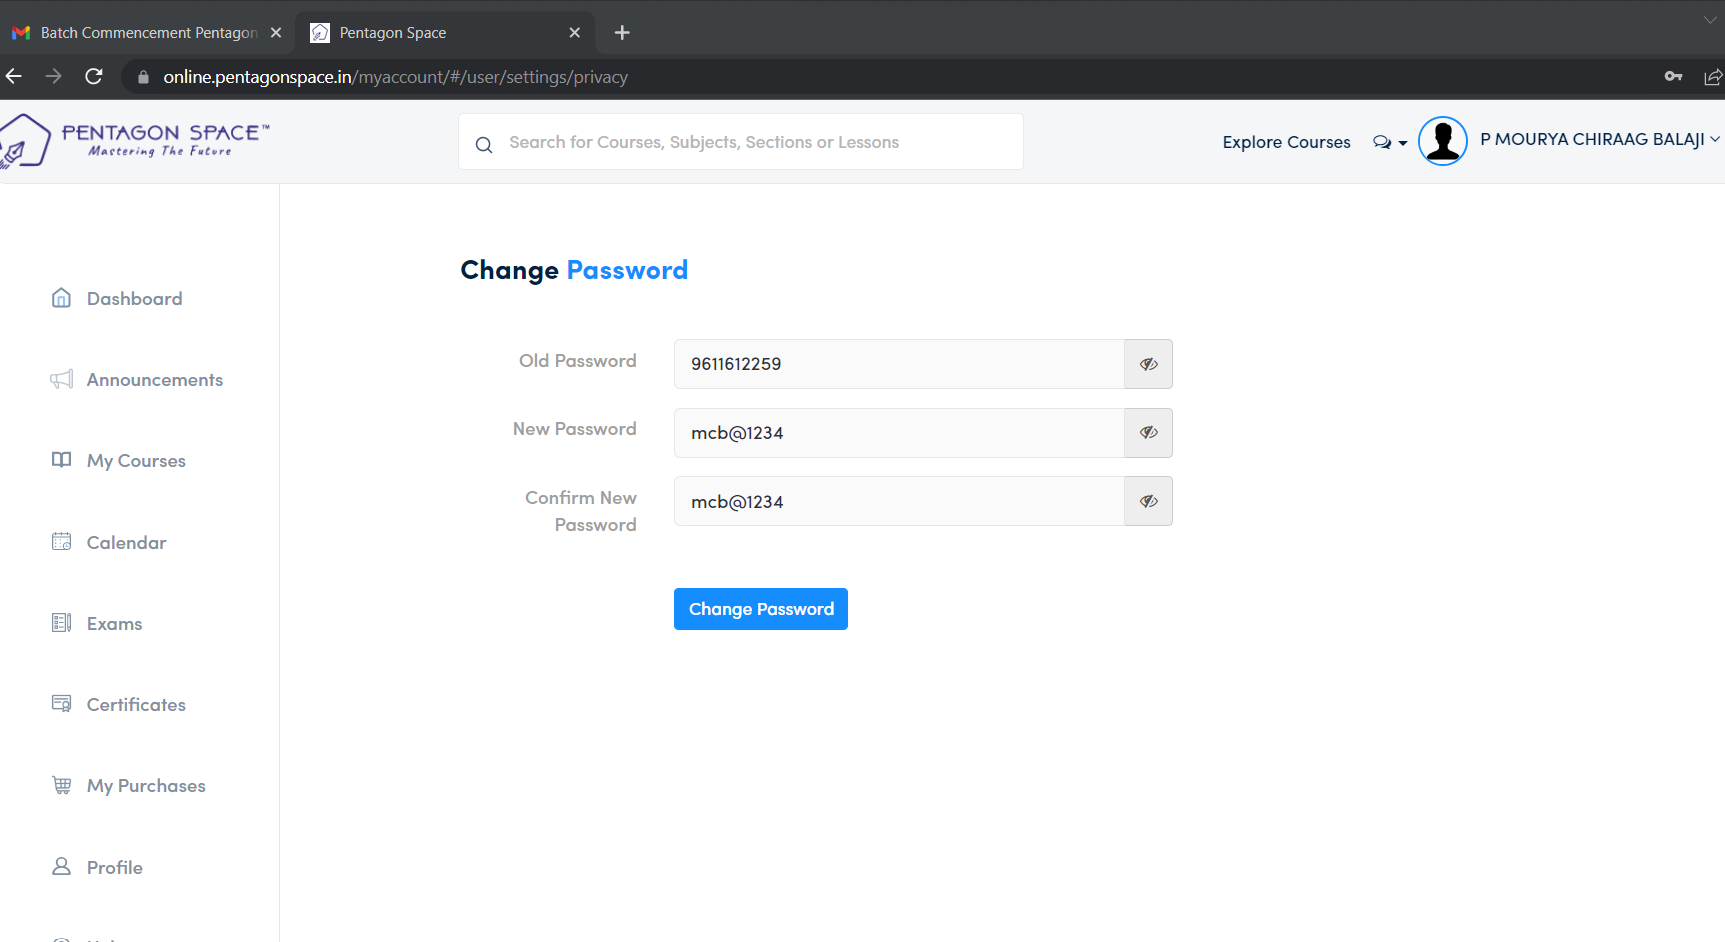 Batch Commencement Pentagon
Pentagon Space
online.pentagonspace.in/myaccount/#/user/settings/privacy
PENTAGON SPACE™
Mastering The Future
Search for Courses, Subjects, Sections or Lessons
Explore Courses
P MOURYA CHIRAAG BALAJI
Change Password
Dashboard
Announcements
My Courses
Calendar
Exams
Certificates
My Purchases
Profile
Old Password
9611612259
New Password
mcb@1234
Confirm New
Password
mcb@1234
Change Password